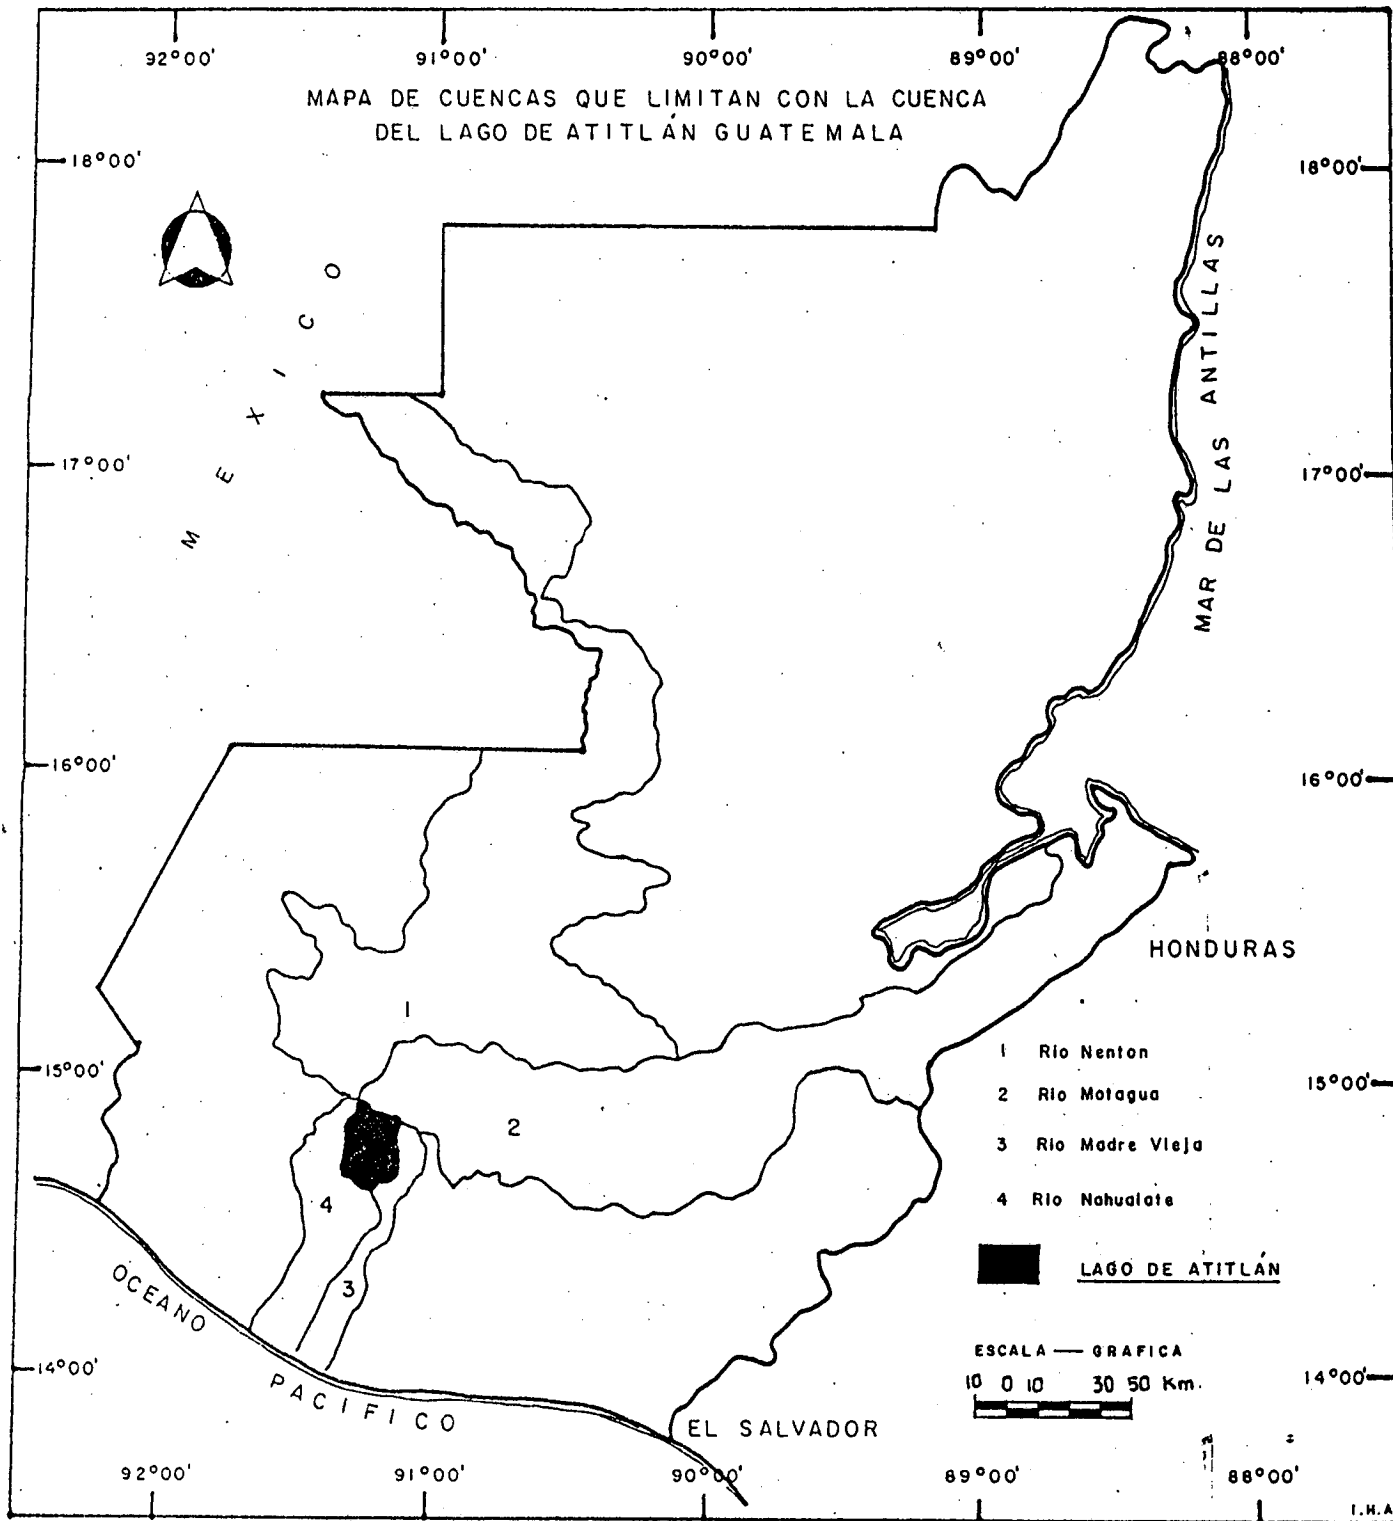 92°00' 91°00' 90°00' 89°00' 88°00'
MAPA DE CUENCAS QUE LIMITAN CON LA CUENCA
DEL LAGO DE ATITLÁN GUATEMALA
18°00' 18°00'
MEXICO
MAR DE LAS ANTILLAS
17°00' 17°00'
16°00' 16°00'
HONDURAS
1
15°00' 15°00'
2
4
3
1 Rio Nenton
2 Rio Motagua
3 Rio Madre Vieja
4 Rio Nahualate
LAGO DE ATITLÁN
OCEANO PACIFICO
ESCALA — GRAFICA
10 0 10 30 50 Km.
14°00' 14°00'
EL SALVADOR
92°00' 91°00' 90°00' 89°00' 88°00'
I.H.A